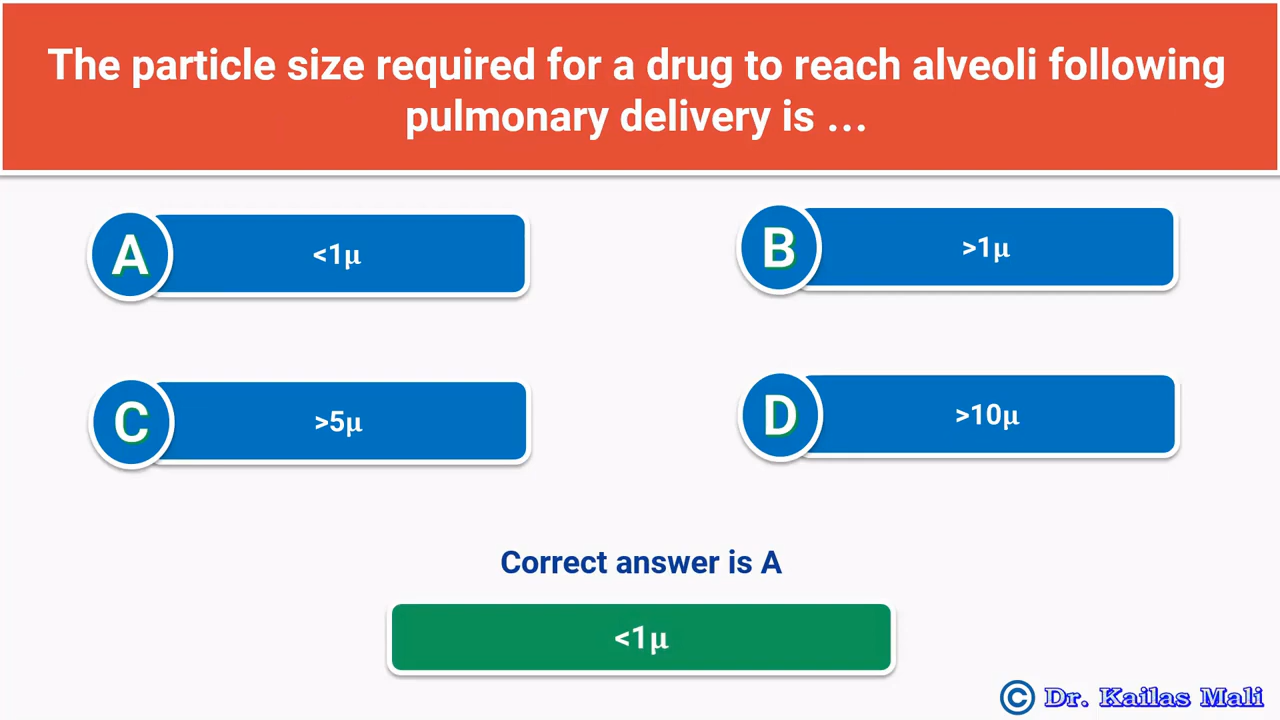 The particle size required for a drug to reach alveoli following
pulmonary delivery is ...
A
<1μ
B
>1μ
C
>5μ
D
>10μ
Correct answer is A
<1μ
© Dr. Kailas Mali